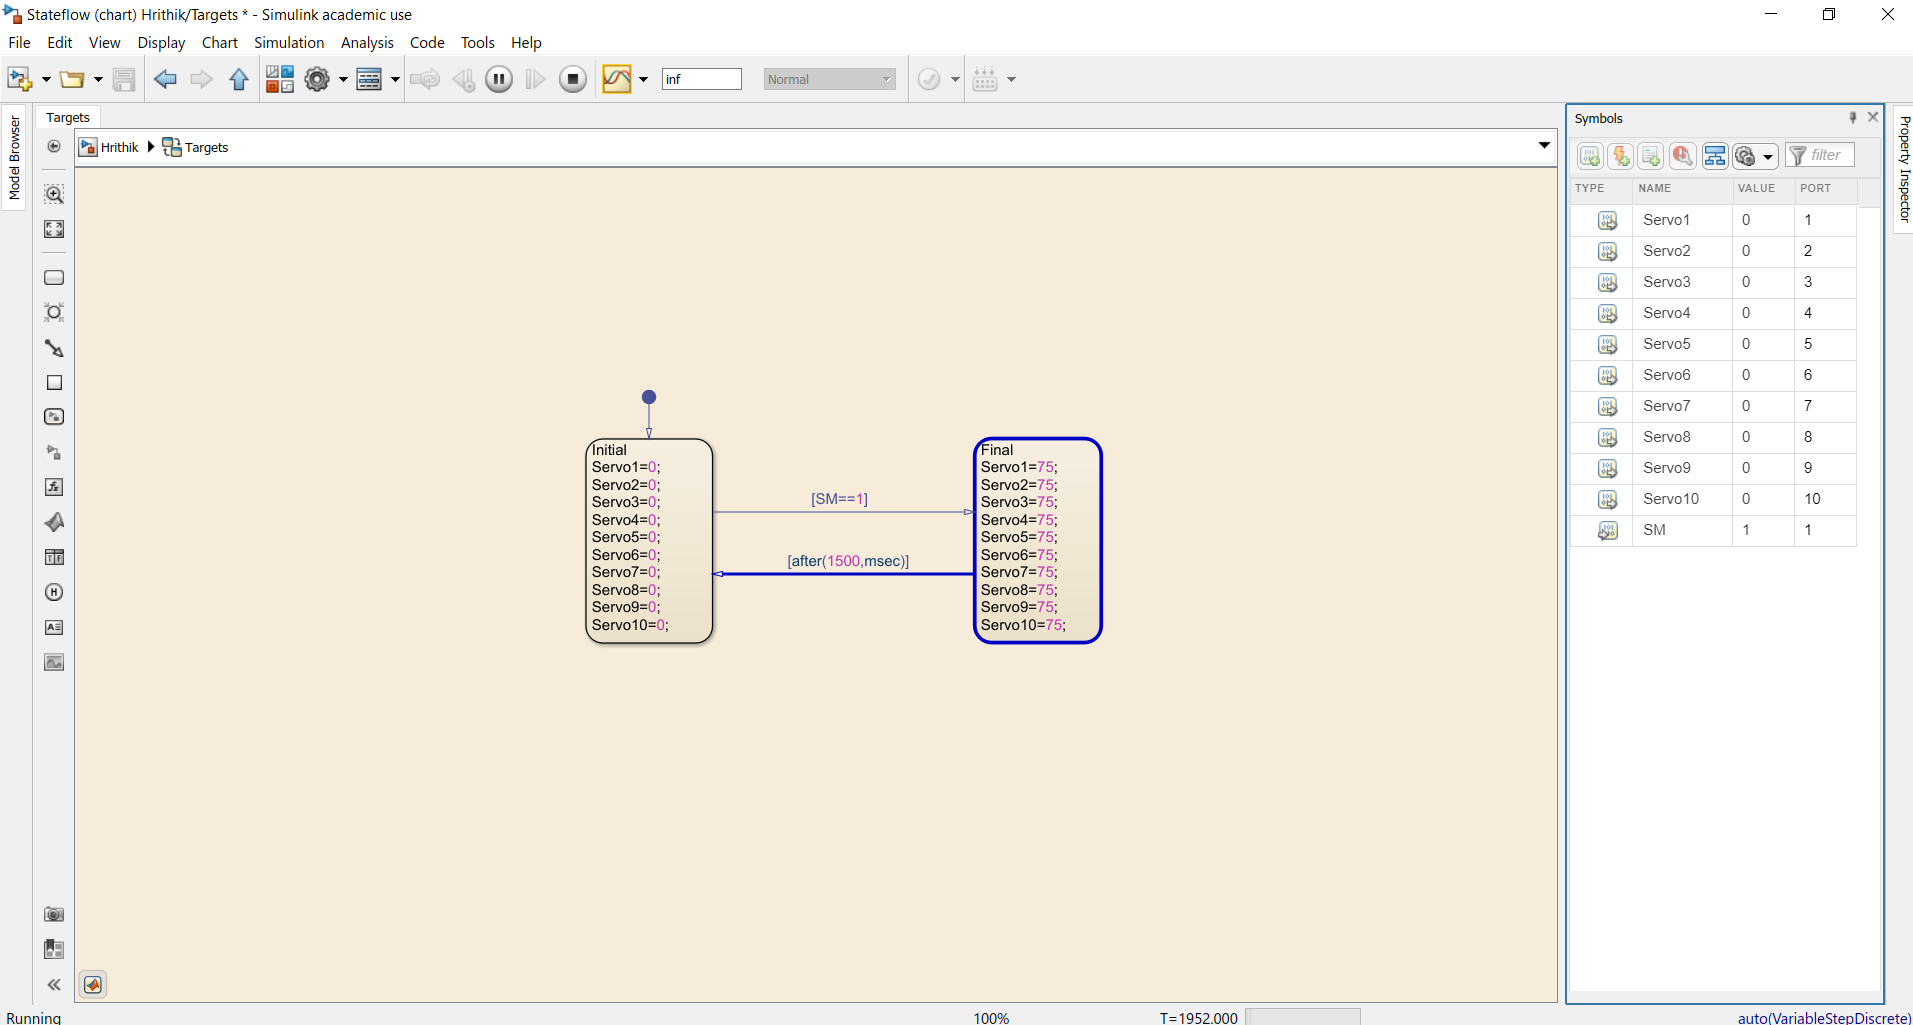 Stateflow (chart) Hrithik/Targets * - Simulink academic use
File Edit View Display Chart Simulation Analysis Code Tools Help
inf Normal
Model Browser
Targets
Hrithik Targets
Initial
Servo1=0;
Servo2=0;
Servo3=0;
Servo4=0;
Servo5=0;
Servo6=0;
Servo7=0;
Servo8=0;
Servo9=0;
Servo10=0;
[SM==1]
[after(1500,msec)]
Final
Servo1=75;
Servo2=75;
Servo3=75;
Servo4=75;
Servo5=75;
Servo6=75;
Servo7=75;
Servo8=75;
Servo9=75;
Servo10=75;
Symbols
filter
TYPE NAME VALUE PORT
Servo1 0 1
Servo2 0 2
Servo3 0 3
Servo4 0 4
Servo5 0 5
Servo6 0 6
Servo7 0 7
Servo8 0 8
Servo9 0 9
Servo10 0 10
SM 1 1
Property Inspector
Running 100% T=1952.000 auto(VariableStepDiscrete)